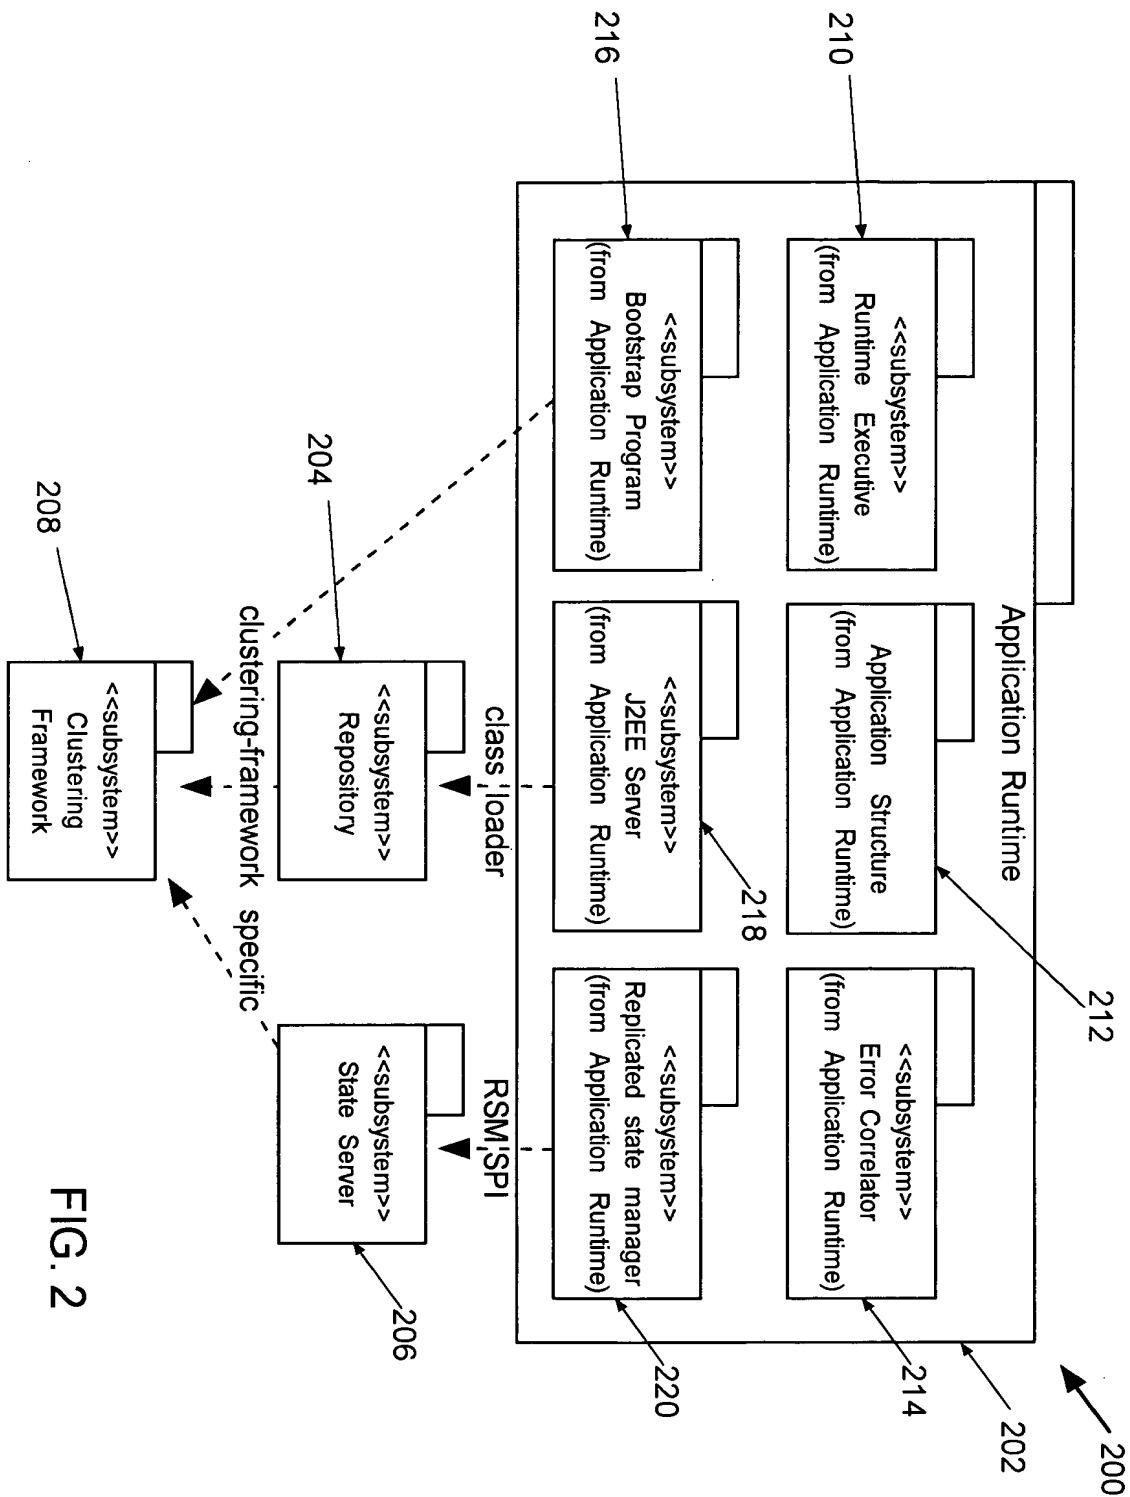 200
202
Application Runtime
210
<<subsystem>>
Runtime Executive
(from Application Runtime)
212
Application Structure
(from Application Runtime)
214
<<subsystem>>
Error Correlator
(from Application Runtime)
216
<<subsystem>>
Bootstrap Program
(from Application Runtime)
218
<<subsystem>>
J2EE Server
(from Application Runtime)
220
<<subsystem>>
Replicated state manager
(from Application Runtime)
class loader
RSM SPI
204
<<subsystem>>
Repository
206
<<subsystem>>
State Server
clustering-framework specific
208
<<subsystem>>
Clustering
Framework
FIG. 2